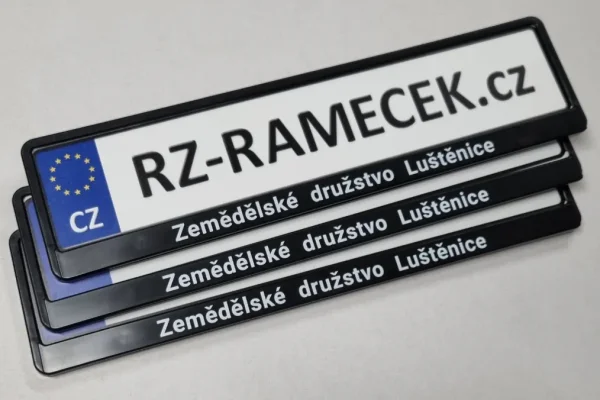 RZ-RAMECEK.cz
CZ
Zemědělské družstvo Luštěnice
Zemědělské družstvo Luštěnice
Zemědělské družstvo Luštěnice